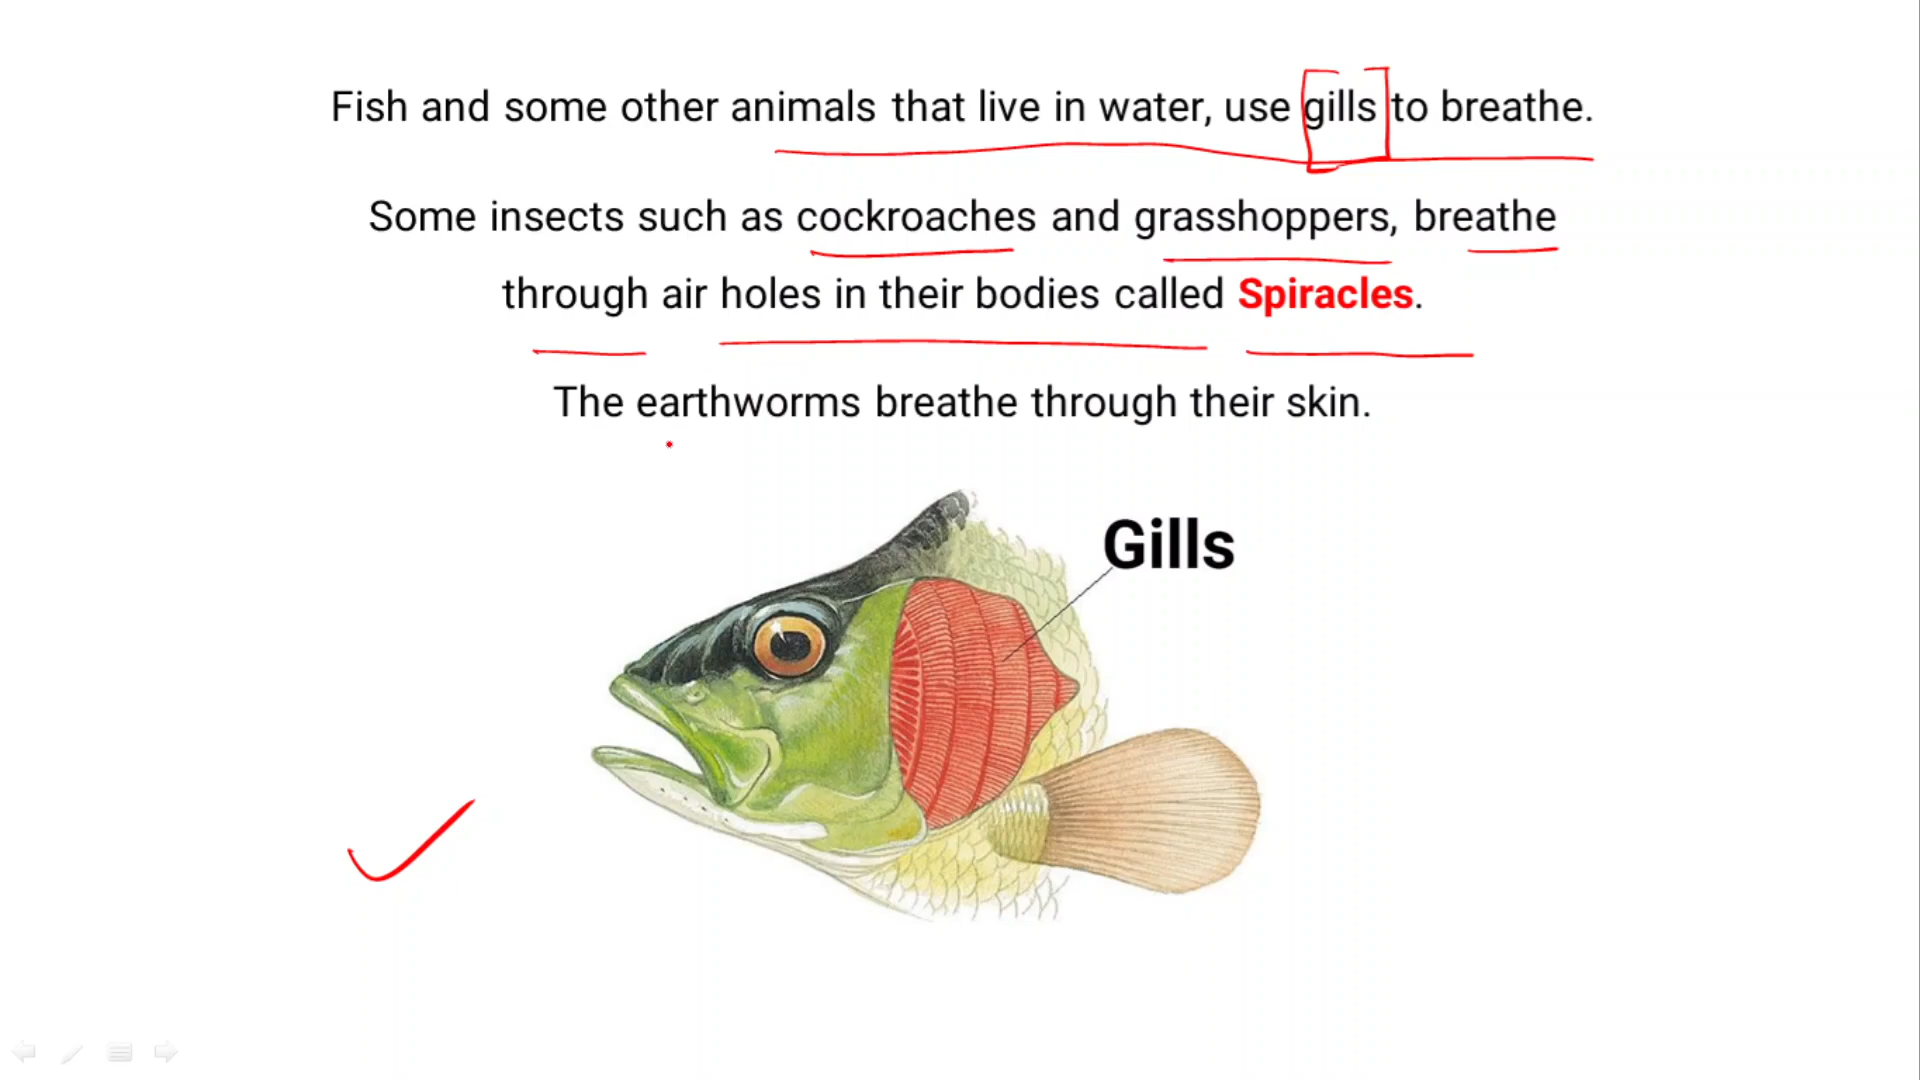 Fish and some other animals that live in water, use gills to breathe.
Some insects such as cockroaches and grasshoppers, breathe
through air holes in their bodies called Spiracles.
The earthworms breathe through their skin.
Gills